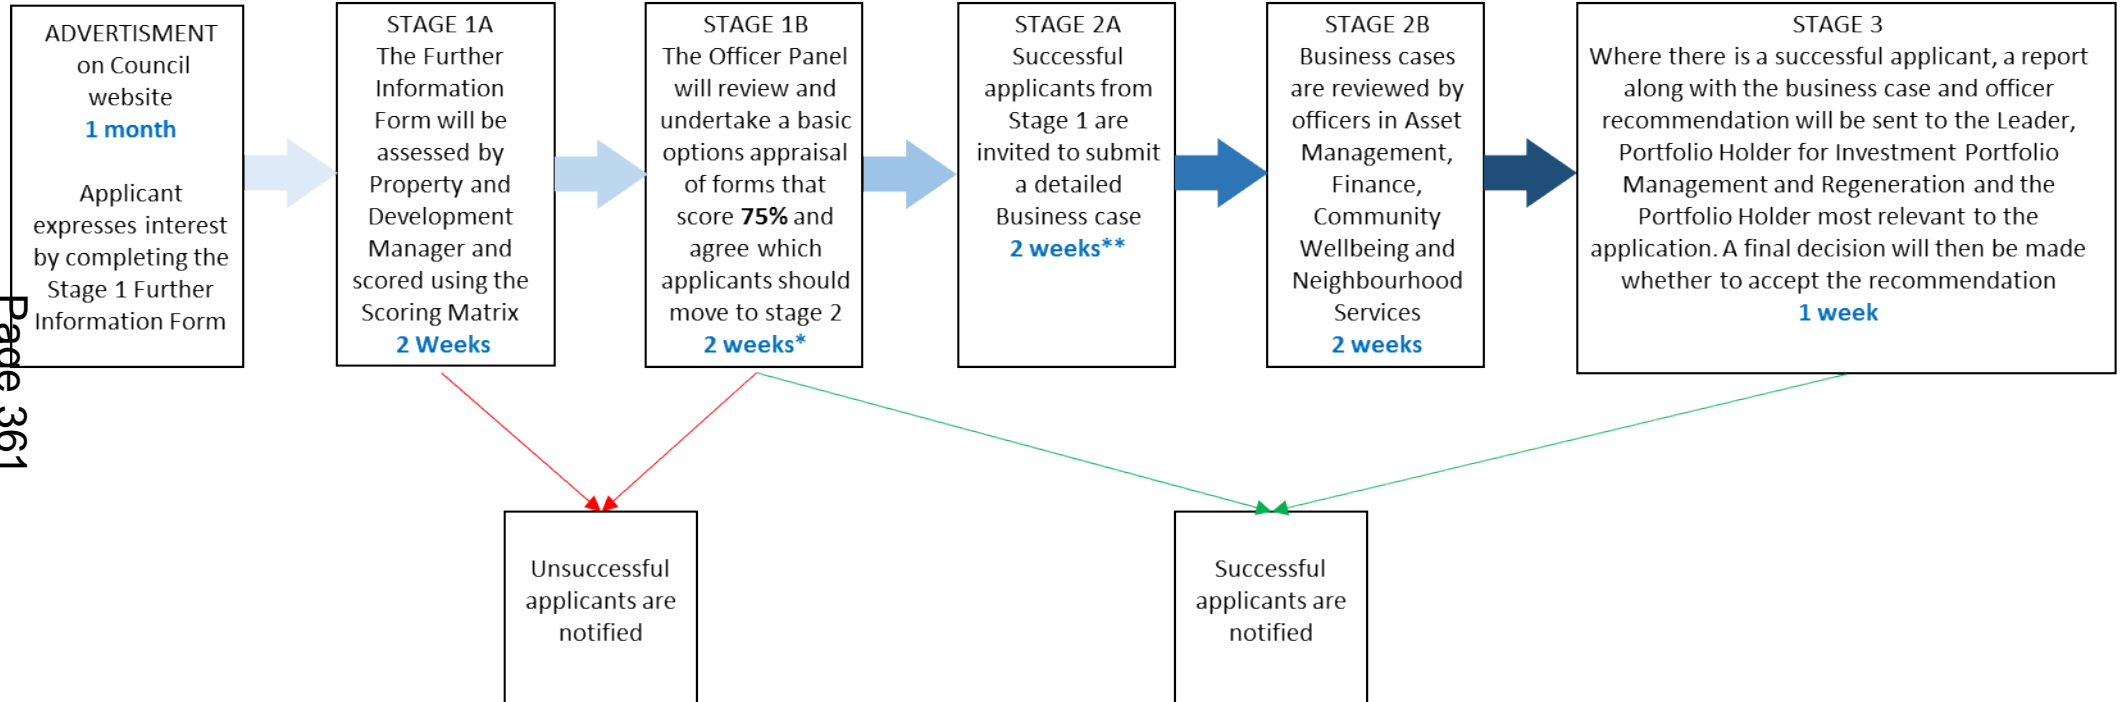 ADVERTISMENT
on Council
website
1 month
Applicant
expresses interest
by completing the
Stage 1 Further
Information Form
STAGE 1A
The Further
Information
Form will be
assessed by
Property and
Development
Manager and
scored using the
Scoring Matrix
2 Weeks
STAGE 1B
The Officer Panel
will review and
undertake a basic
options appraisal
of forms that
score 75% and
agree which
applicants should
move to stage 2
2 weeks*
STAGE 2A
Successful
applicants from
Stage 1 are
invited to submit
a detailed
Business case
2 weeks**
STAGE 2B
Business cases
are reviewed by
officers in Asset
Management,
Finance,
Community
Wellbeing and
Neighbourhood
Services
2 weeks
STAGE 3
Where there is a successful applicant, a report
along with the business case and officer
recommendation will be sent to the Leader,
Portfolio Holder for Investment Portfolio
Management and Regeneration and the
Portfolio Holder most relevant to the
application. A final decision will then be made
whether to accept the recommendation
1 week
Page 361
Unsuccessful
applicants are
notified
Successful
applicants are
notified